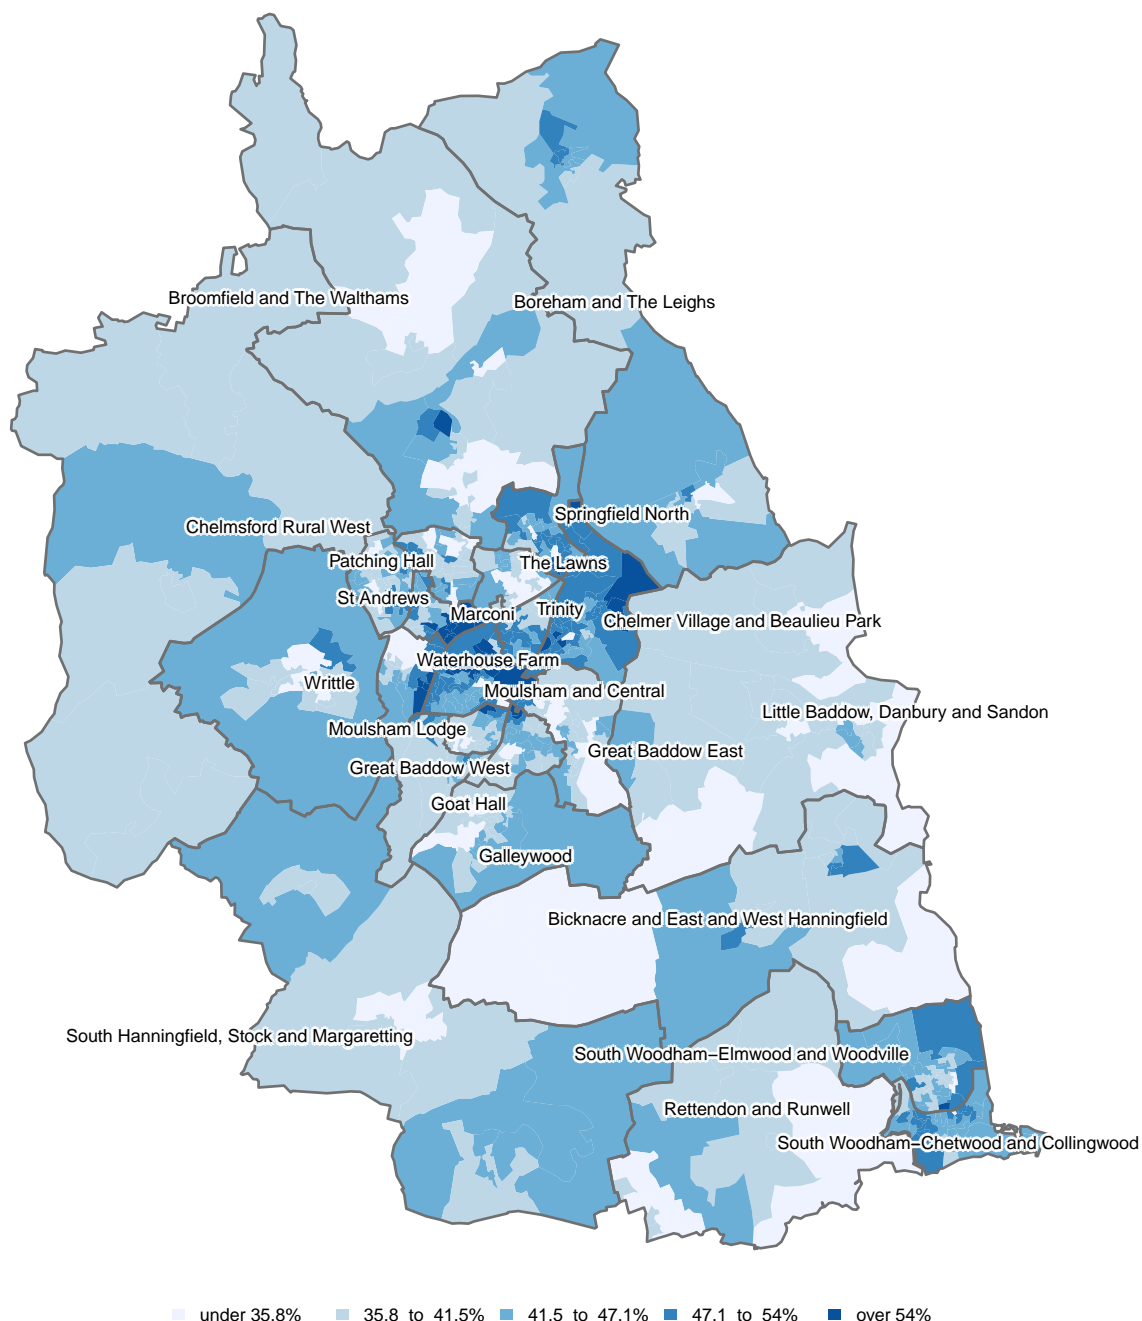 Broomfield and The Walthams
Boreham and The Leighs
Springfield North
Chelmsford Rural West
Patching Hall
The Lawns
St Andrews
Marconi
Trinity
Chelmer Village and Beaulieu Park
Waterhouse Farm
Writtle
Moulsham and Central
Little Baddow, Danbury and Sandon
Moulsham Lodge
Great Baddow East
Great Baddow West
Goat Hall
Galleywood
Bicknacre and East and West Hanningfield
South Hanningfield, Stock and Margaretting
South Woodham−Elmwood and Woodville
Rettendon and Runwell
South Woodham−Chetwood and Collingwood
under 35.8% 35.8 to 41.5% 41.5 to 47.1% 47.1 to 54% over 54%